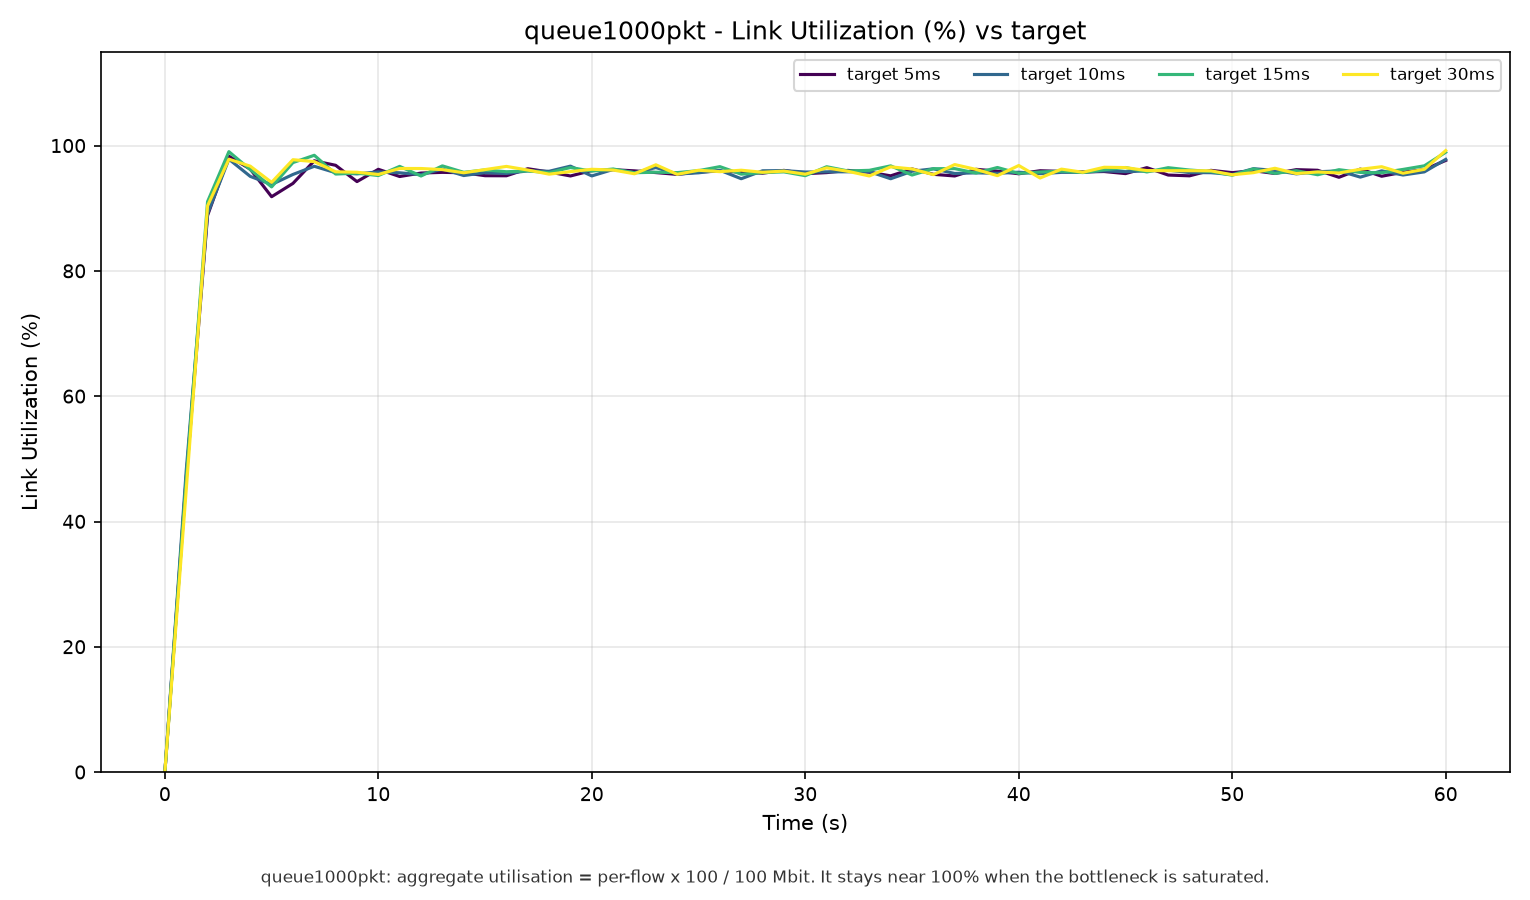 queue1000pkt - Link Utilization (%) vs target
target 5ms
target 10ms
target 15ms
target 30ms
Link Utilization (%)
100
80
60
40
20
0
0
10
20
30
40
50
60
Time (s)
queue1000pkt: aggregate utilisation = per-flow x 100 / 100 Mbit. It stays near 100% when the bottleneck is saturated.